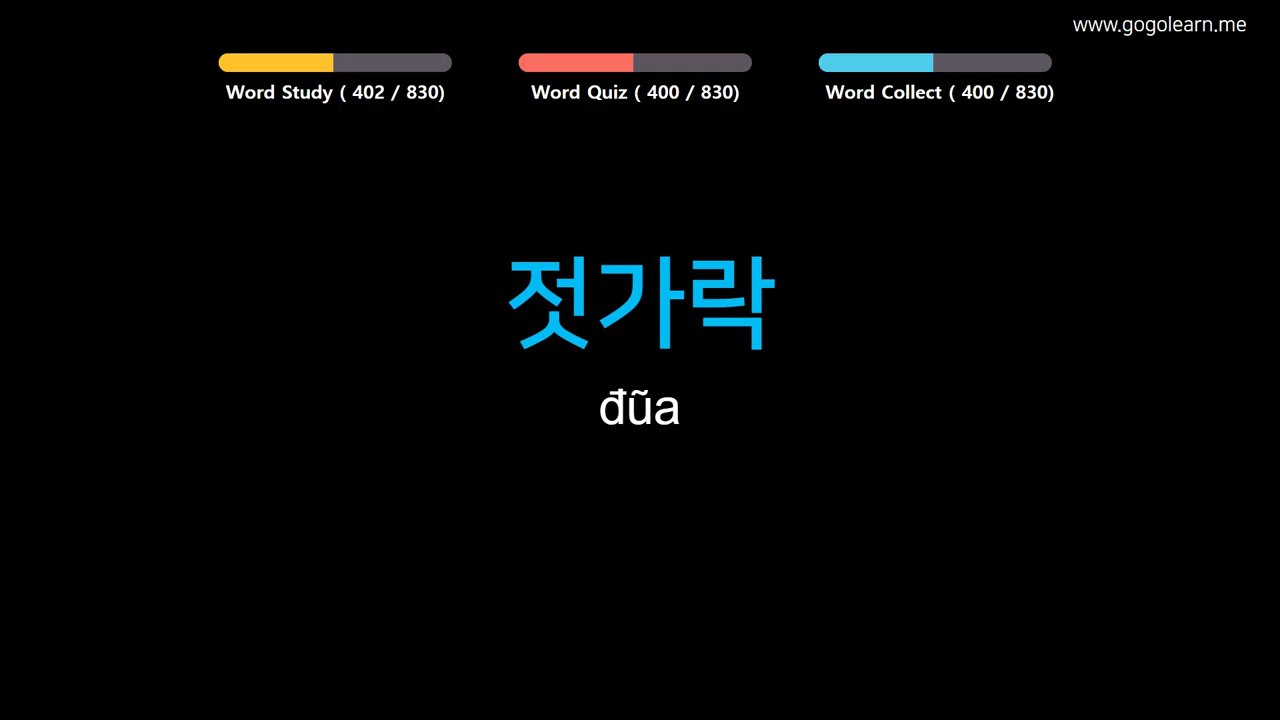 www.gogolearn.me
Word Study ( 402 / 830)
Word Quiz ( 400 / 830)
Word Collect ( 400 / 830)
젓가락
đũa